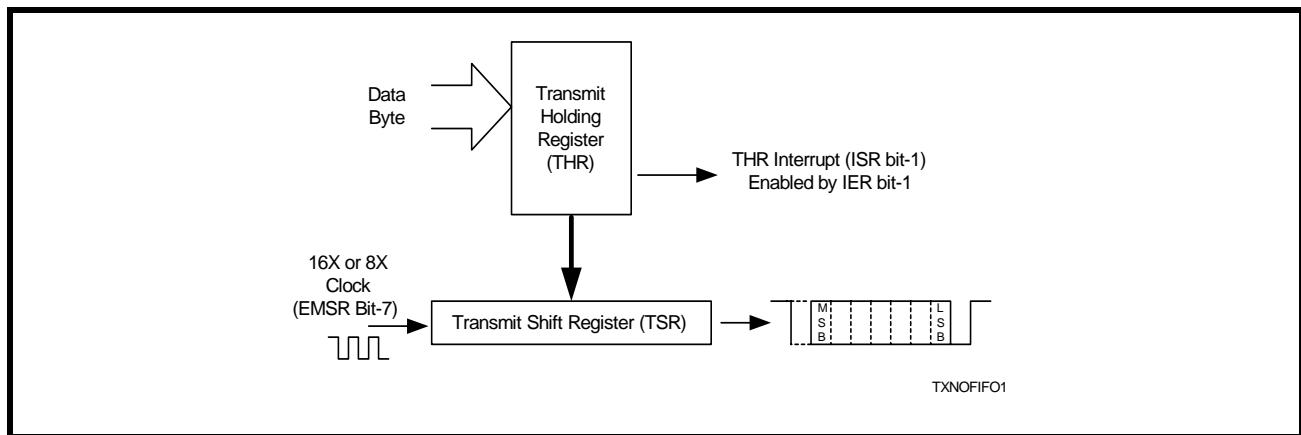 Data
Byte
Transmit
Holding
Register
(THR)
THR Interrupt (ISR bit-1)
Enabled by IER bit-1
16X or 8X
Clock
(EMSR Bit-7)
Transmit Shift Register (TSR)
M
S
B
L
S
B
TXNOFIFO1